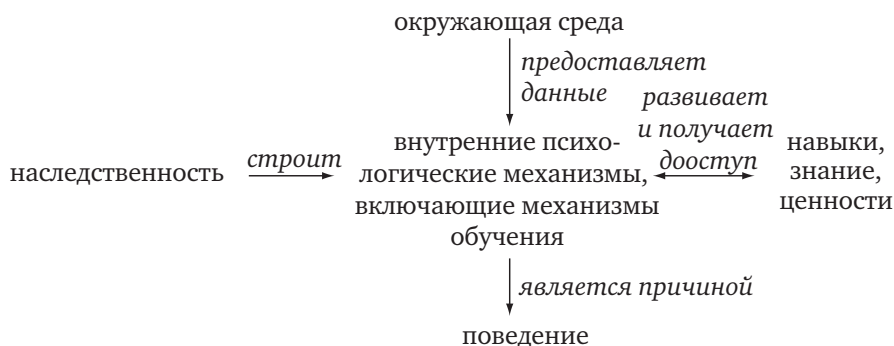 окружающая среда
предоставляет
данные
развивает
и получает
дооступ
наследственность
строит
внутренние психо-
логические механизмы,
включающие механизмы
обучения
навыки,
знание,
ценности
является причиной
поведение